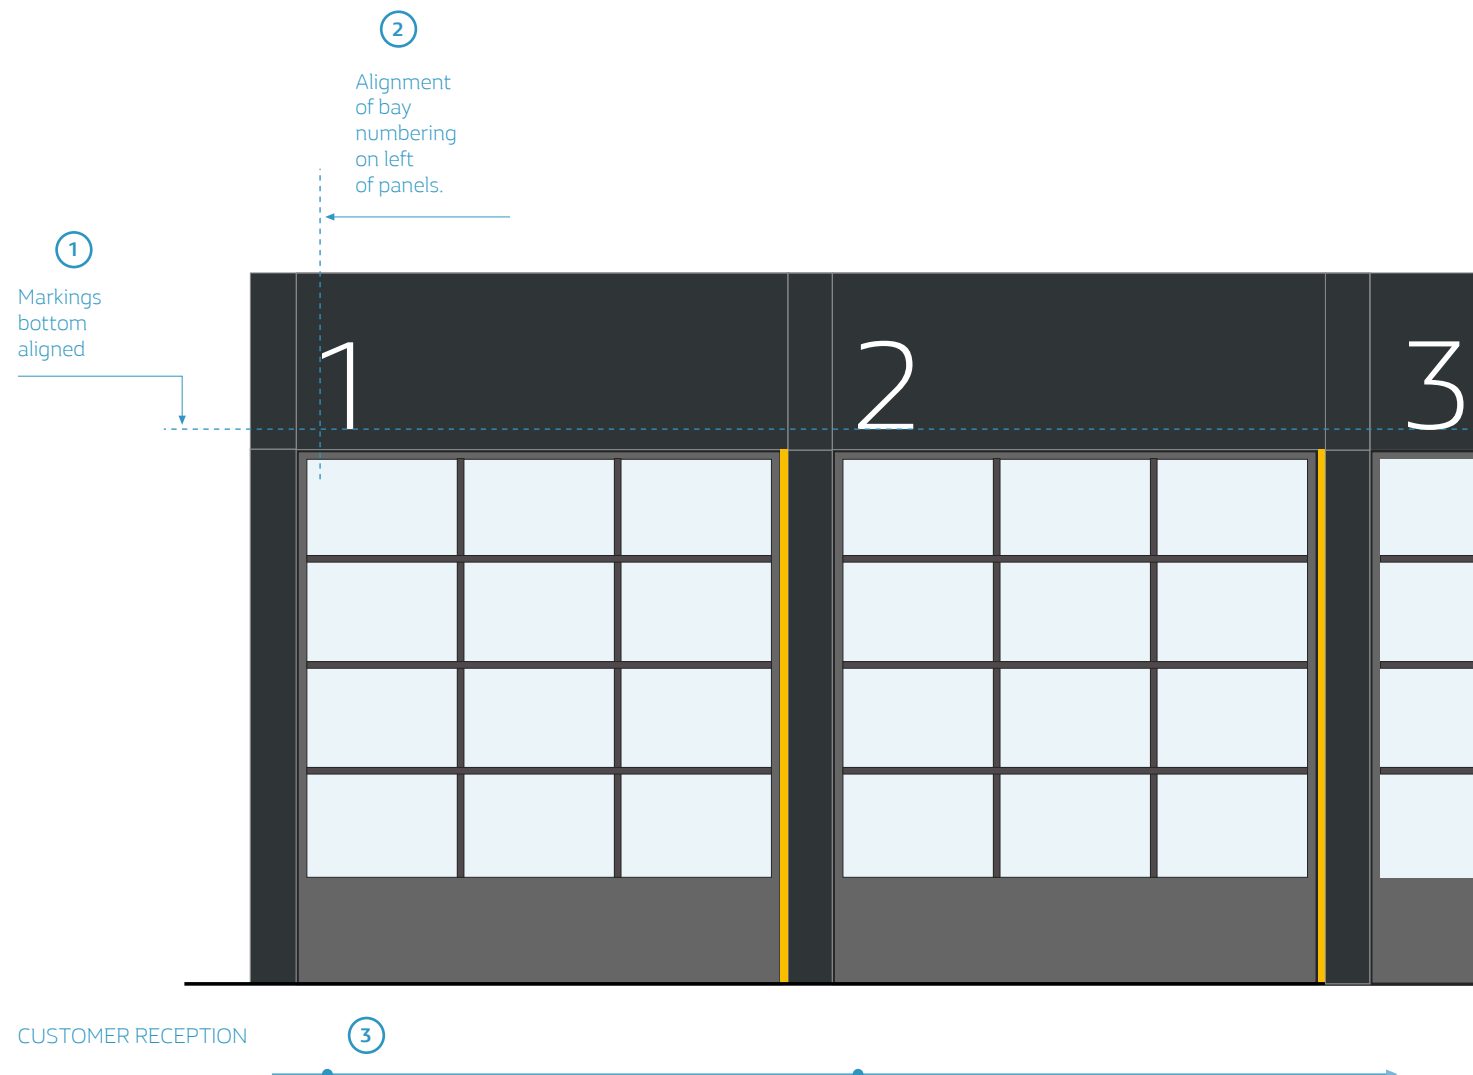 2
Alignment
of bay
numbering
on left
of panels.
1
Markings
bottom
aligned
1 2 3
CUSTOMER RECEPTION 3